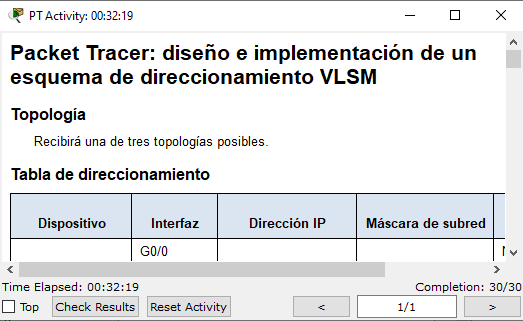 PT Activity: 00:32:19
Packet Tracer: diseño e implementación de un
esquema de direccionamiento VLSM
Topología
Recibirá una de tres topologías posibles.
Tabla de direccionamiento
Dispositivo Interfaz Dirección IP Máscara de subred
G0/0
Time Elapsed: 00:32:19 Completion: 30/30
Top Check Results Reset Activity < 1/1 >